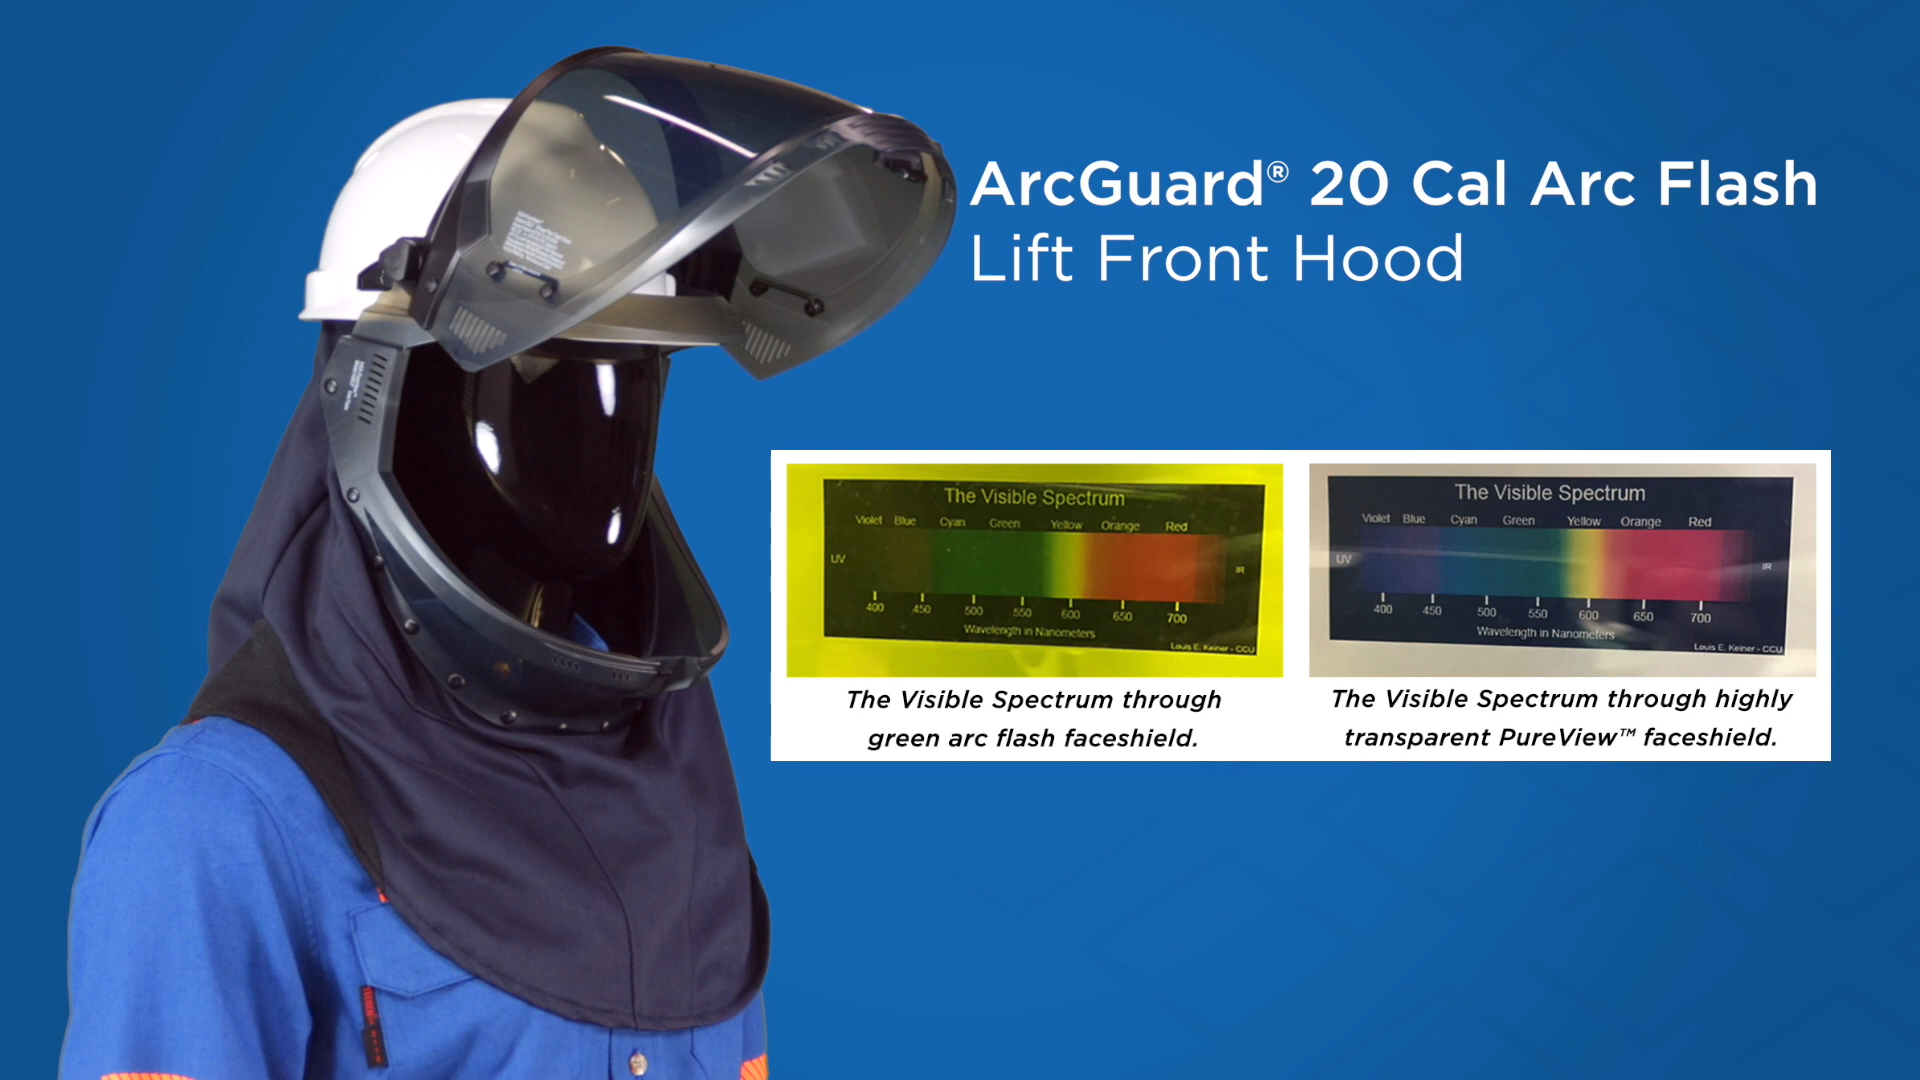 ArcGuard® 20 Cal Arc Flash
Lift Front Hood
The Visible Spectrum
Violet Blue Cyan Green Yellow Orange Red
UV
IR
400 450 500 550 600 650 700
Wavelength in Nanometers
Louis E. Keiner - CCU
The Visible Spectrum through
green arc flash faceshield.
The Visible Spectrum
Violet Blue Cyan Green Yellow Orange Red
UV
IR
400 450 500 550 600 650 700
Wavelength in Nanometers
Louis E. Keiner - CCU
The Visible Spectrum through highly
transparent PureView™ faceshield.